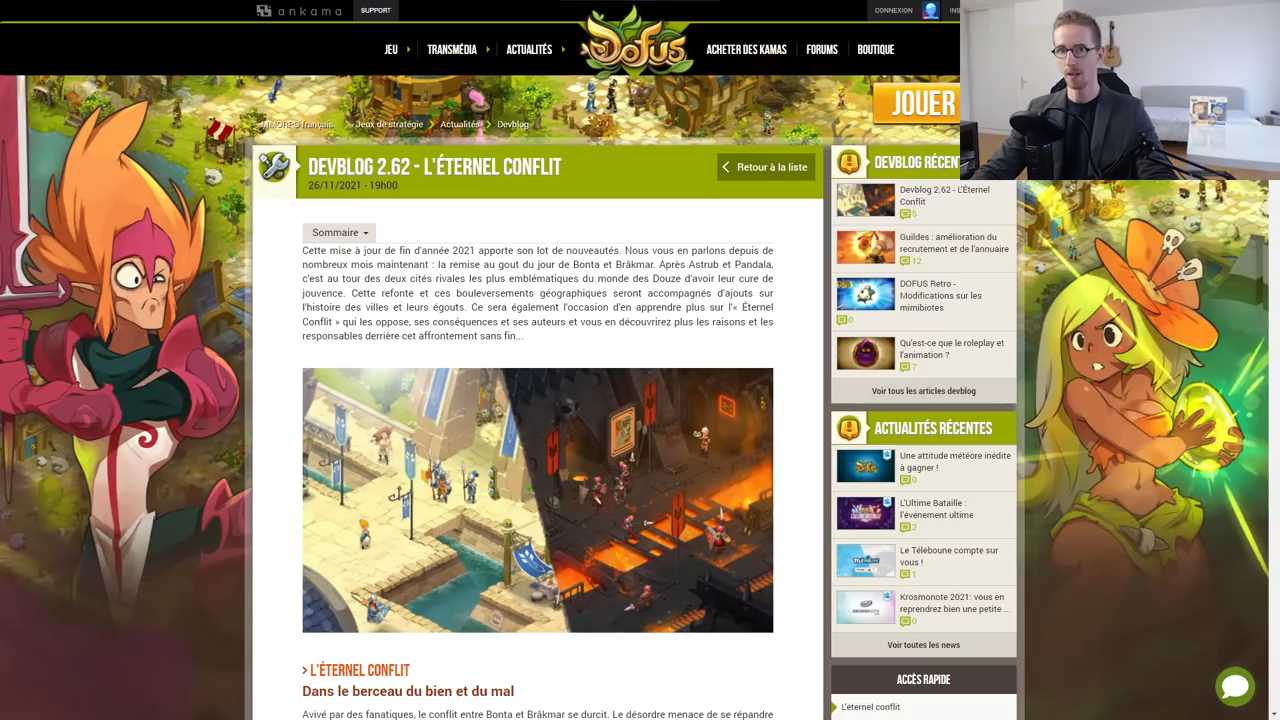 ankama
SUPPORT
CONNEXION
INS
JEU
TRANSMÉDIA
ACTUALITÉS
DOFUS
ACHETER DES KAMAS
FORUMS
BOUTIQUE
JOUER
MMORPG français
Jeux de stratégie
Actualités
Devblog
DEVBLOG 2.62 - L'ÉTERNEL CONFLIT
26/11/2021 - 19h00
Retour à la liste
Sommaire
Cette mise à jour de fin d'année 2021 apporte son lot de nouveautés. Nous vous en parlons depuis de
nombreux mois maintenant : la remise au gout du jour de Bonta et Brâkmar. Après Astrub et Pandala,
c'est au tour des deux cités rivales les plus emblématiques du monde des Douze d'avoir leur cure de
jouvence. Cette refonte et ces bouleversements géographiques seront accompagnés d'ajouts sur
l'histoire des villes et leurs égouts. Ce sera également l'occasion d'en apprendre plus sur l'« Éternel
Conflit » qui les oppose, ses conséquences et ses auteurs et vous en découvrirez plus les raisons et les
responsables derrière cet affrontement sans fin...
L'ÉTERNEL CONFLIT
Dans le berceau du bien et du mal
Avivé par des fanatiques, le conflit entre Bonta et Brâkmar se durcit. Le désordre menace de se répandre
DEVBLOG RÉCEN
Devblog 2.62 - L'Éternel
Conflit
5
Guildes : amélioration du
recrutement et de l'annuaire
12
DOFUS Retro -
Modifications sur les
mimibiotes
0
Qu'est-ce que le roleplay et
l'animation ?
7
Voir tous les articles devblog
ACTUALITÉS RÉCENTES
Une attitude météore inédite
à gagner !
0
L'Ultime Bataille :
l'événement ultime
2
Le Téléboune compte sur
vous !
1
Krosmonote 2021: vous en
reprendrez bien une petite ...
0
Voir toutes les news
ACCÈS RAPIDE
L'éternel conflit